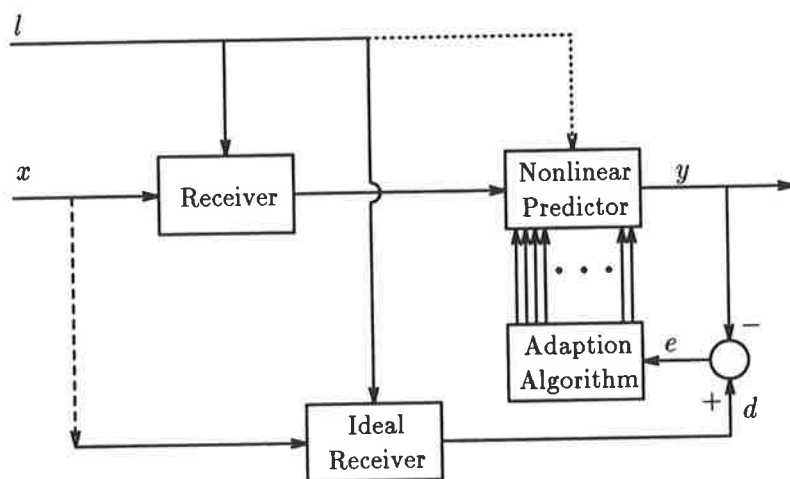 l
x
Receiver
Nonlinear
Predictor
y
• • •
−
Adaption
Algorithm
e
+
d
Ideal
Receiver